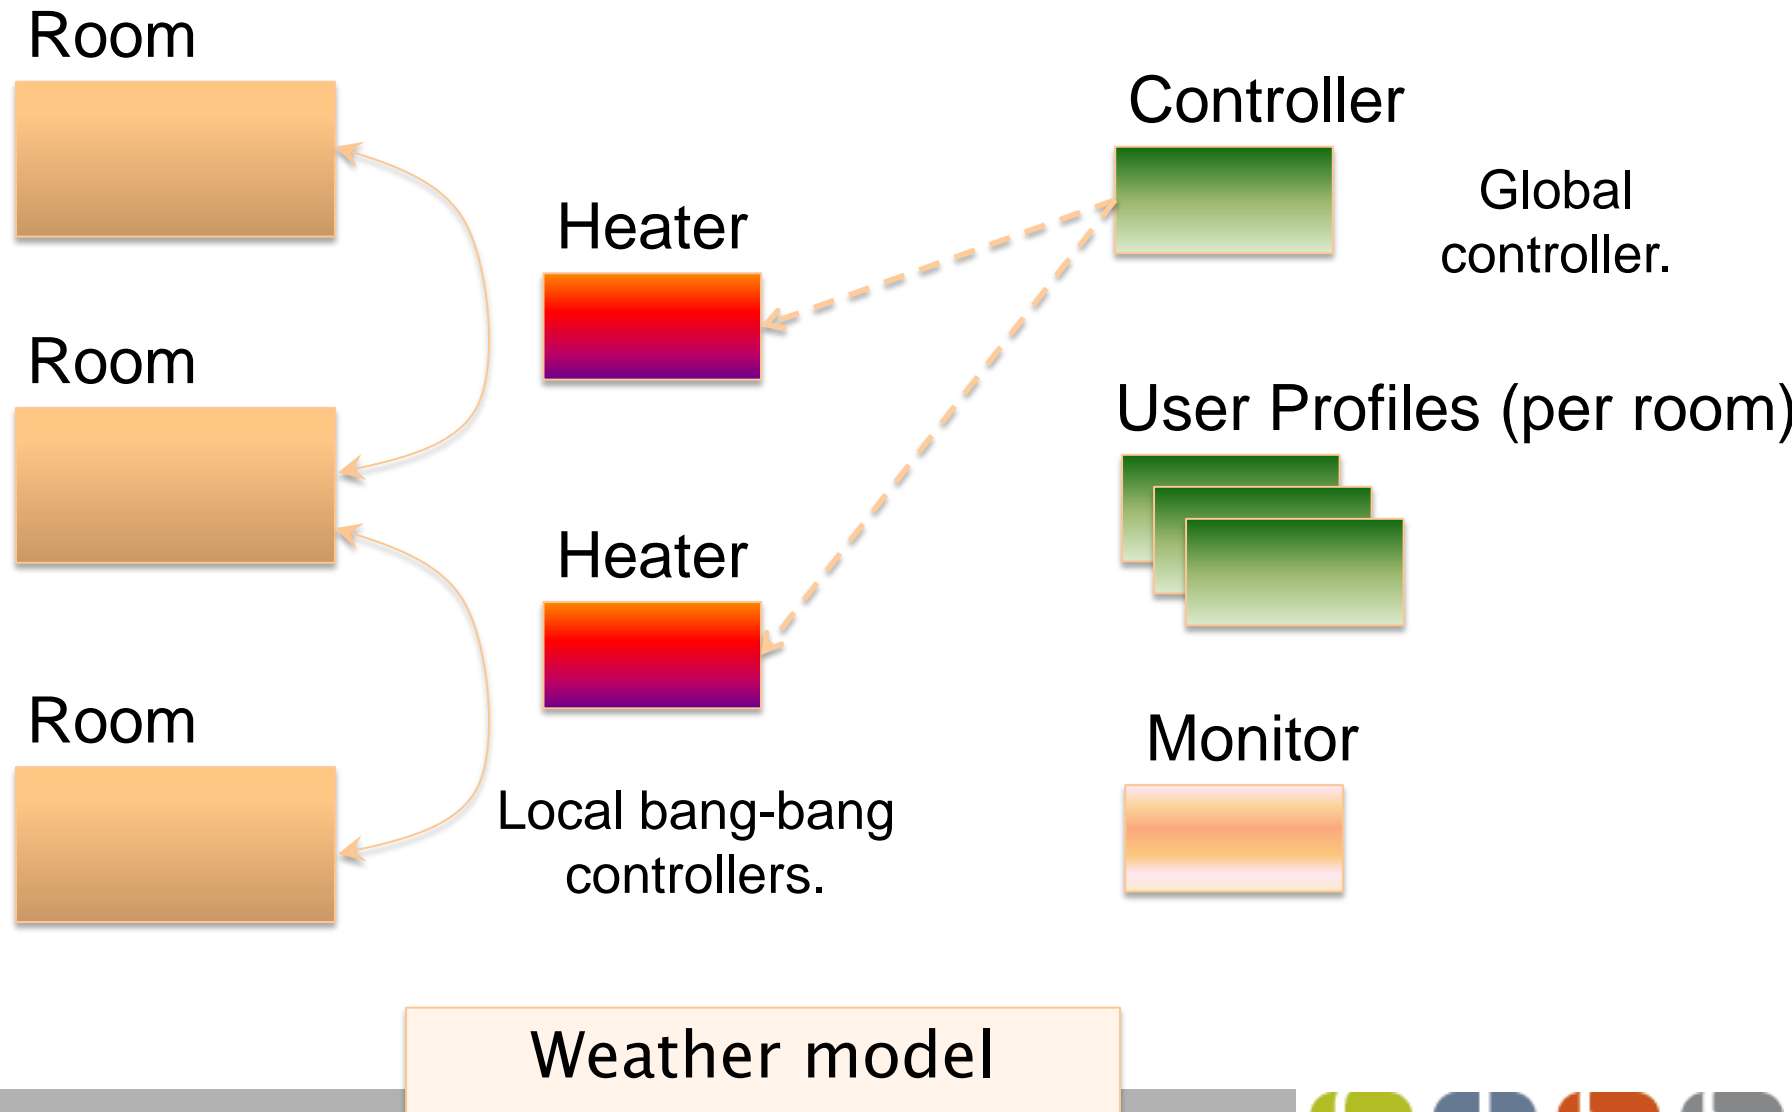 Room
Room
Room
Heater
Heater
Local bang-bang
controllers.
Controller
Global
controller.
User Profiles (per room)
Monitor
Weather model